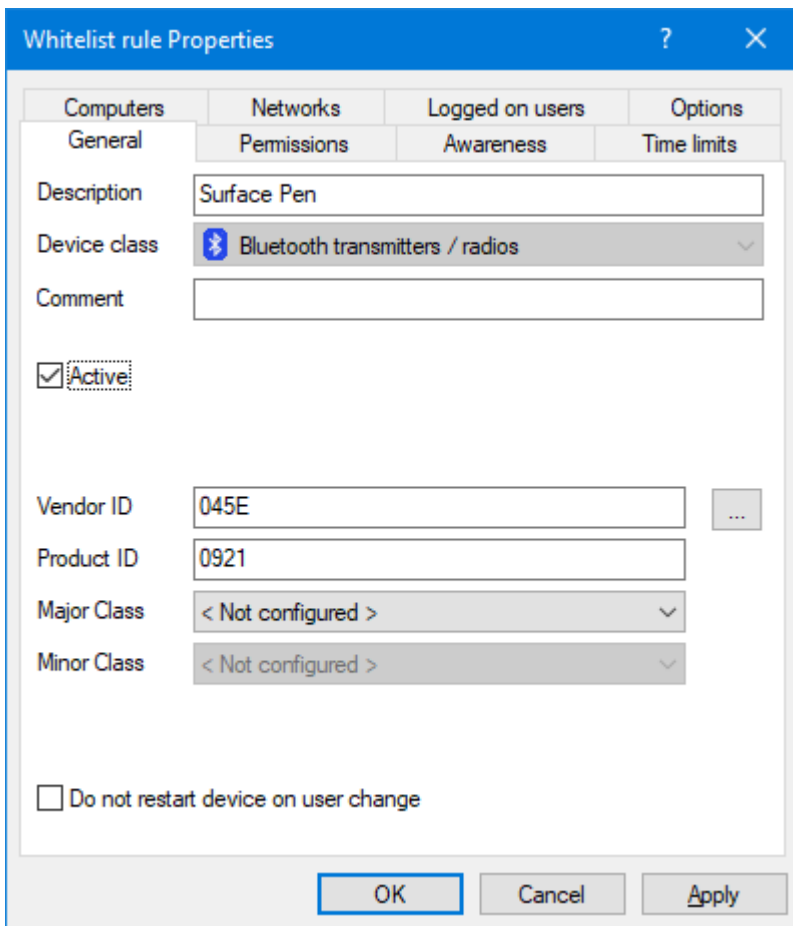 Whitelist rule Properties
Computers Networks Logged on users Options
General Permissions Awareness Time limits
Description Surface Pen
Device class Bluetooth transmitters / radios
Comment
Active
Vendor ID 045E ...
Product ID 0921
Major Class < Not configured >
Minor Class < Not configured >
Do not restart device on user change
OK Cancel Apply